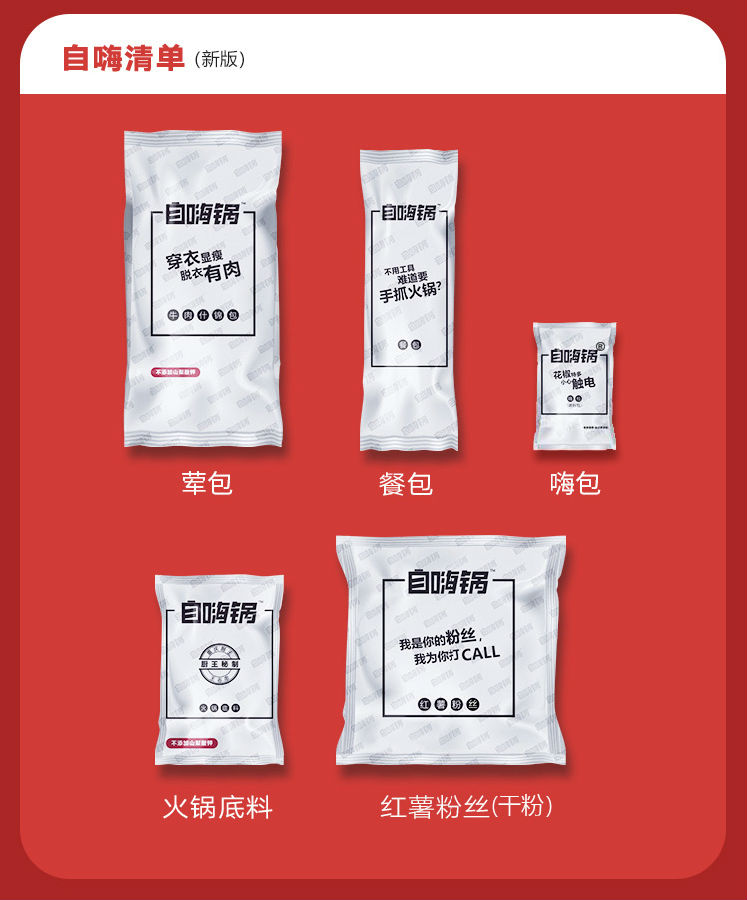 自嗨清单 (新版)
自嗨锅™
穿衣显瘦
脱衣有肉
牛肉什锦包
不添加山梨酸钾
荤包
自嗨锅™
不用工具
难道要
手抓火锅?
餐包
餐包
自嗨锅
花椒特多
小心触电
嗨包
自嗨锅™
厨王秘制
火锅底料
不添加山梨酸钾
火锅底料
自嗨锅™
我是你的粉丝,
我为你打CALL
红薯粉丝
红薯粉丝(干粉)